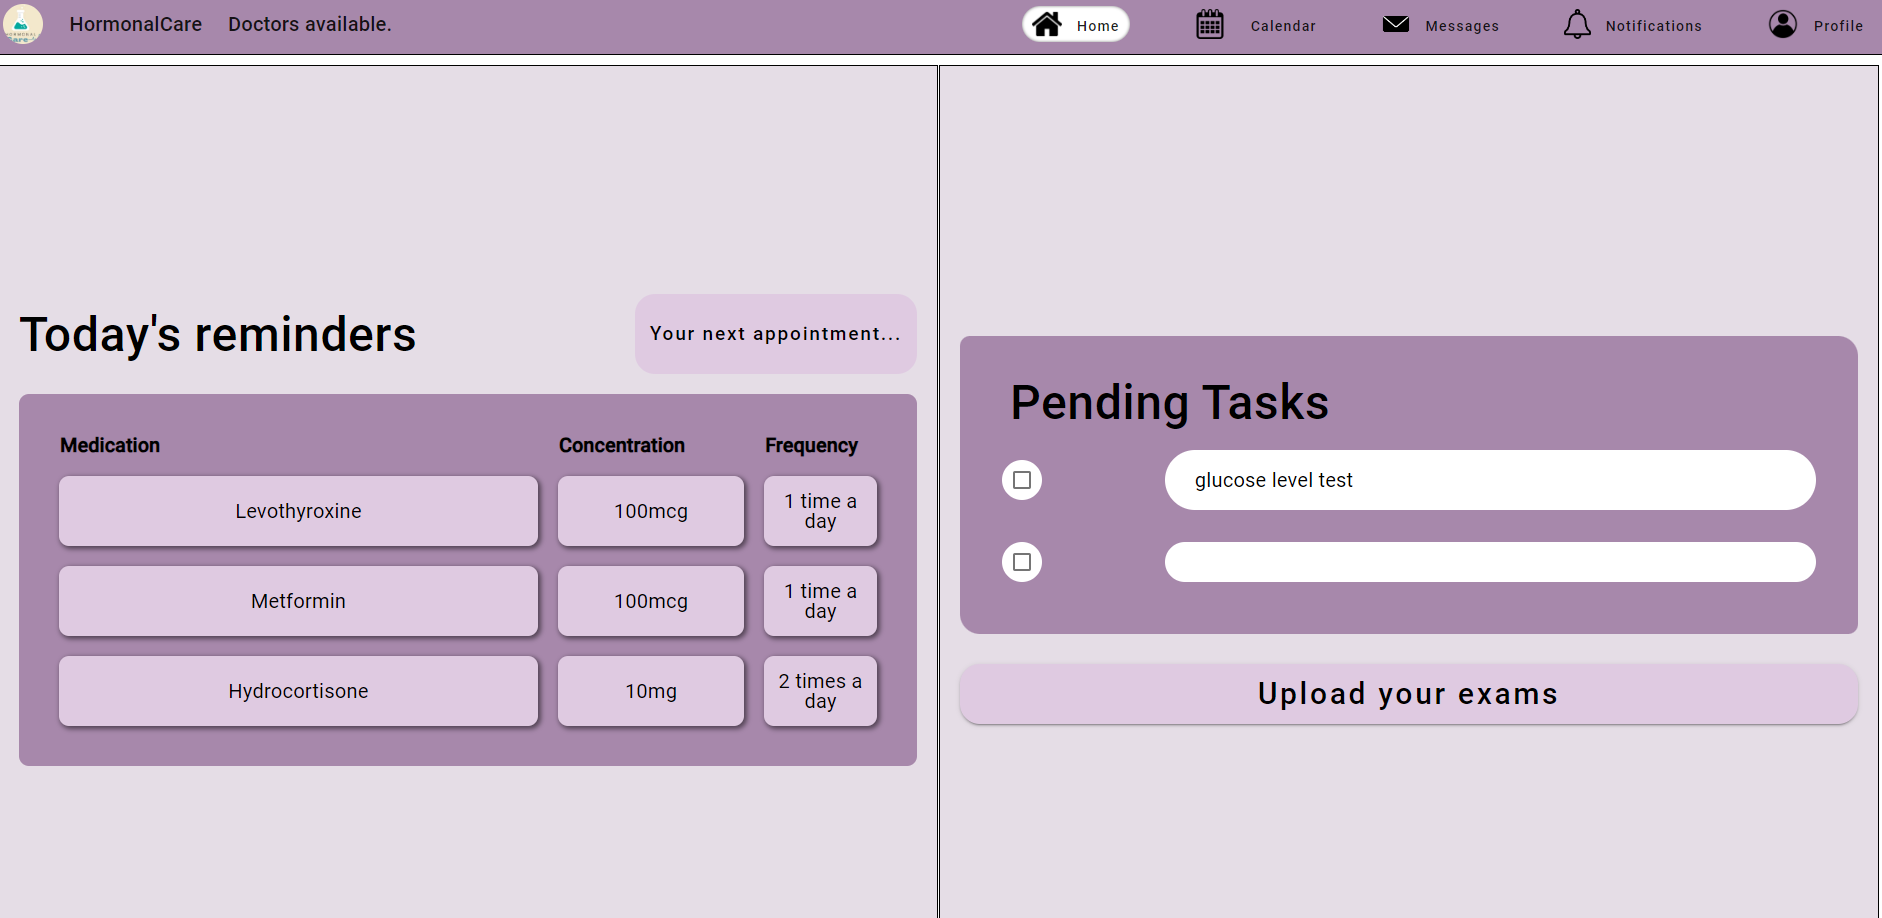 HormonalCare
Doctors available.
Home
Calendar
Messages
Notifications
Profile
Today's reminders
Your next appointment...
Medication Concentration Frequency
Levothyroxine 100mcg 1 time a
day
Metformin 100mcg 1 time a
day
Hydrocortisone 10mg 2 times a
day
Pending Tasks
glucose level test
Upload your exams